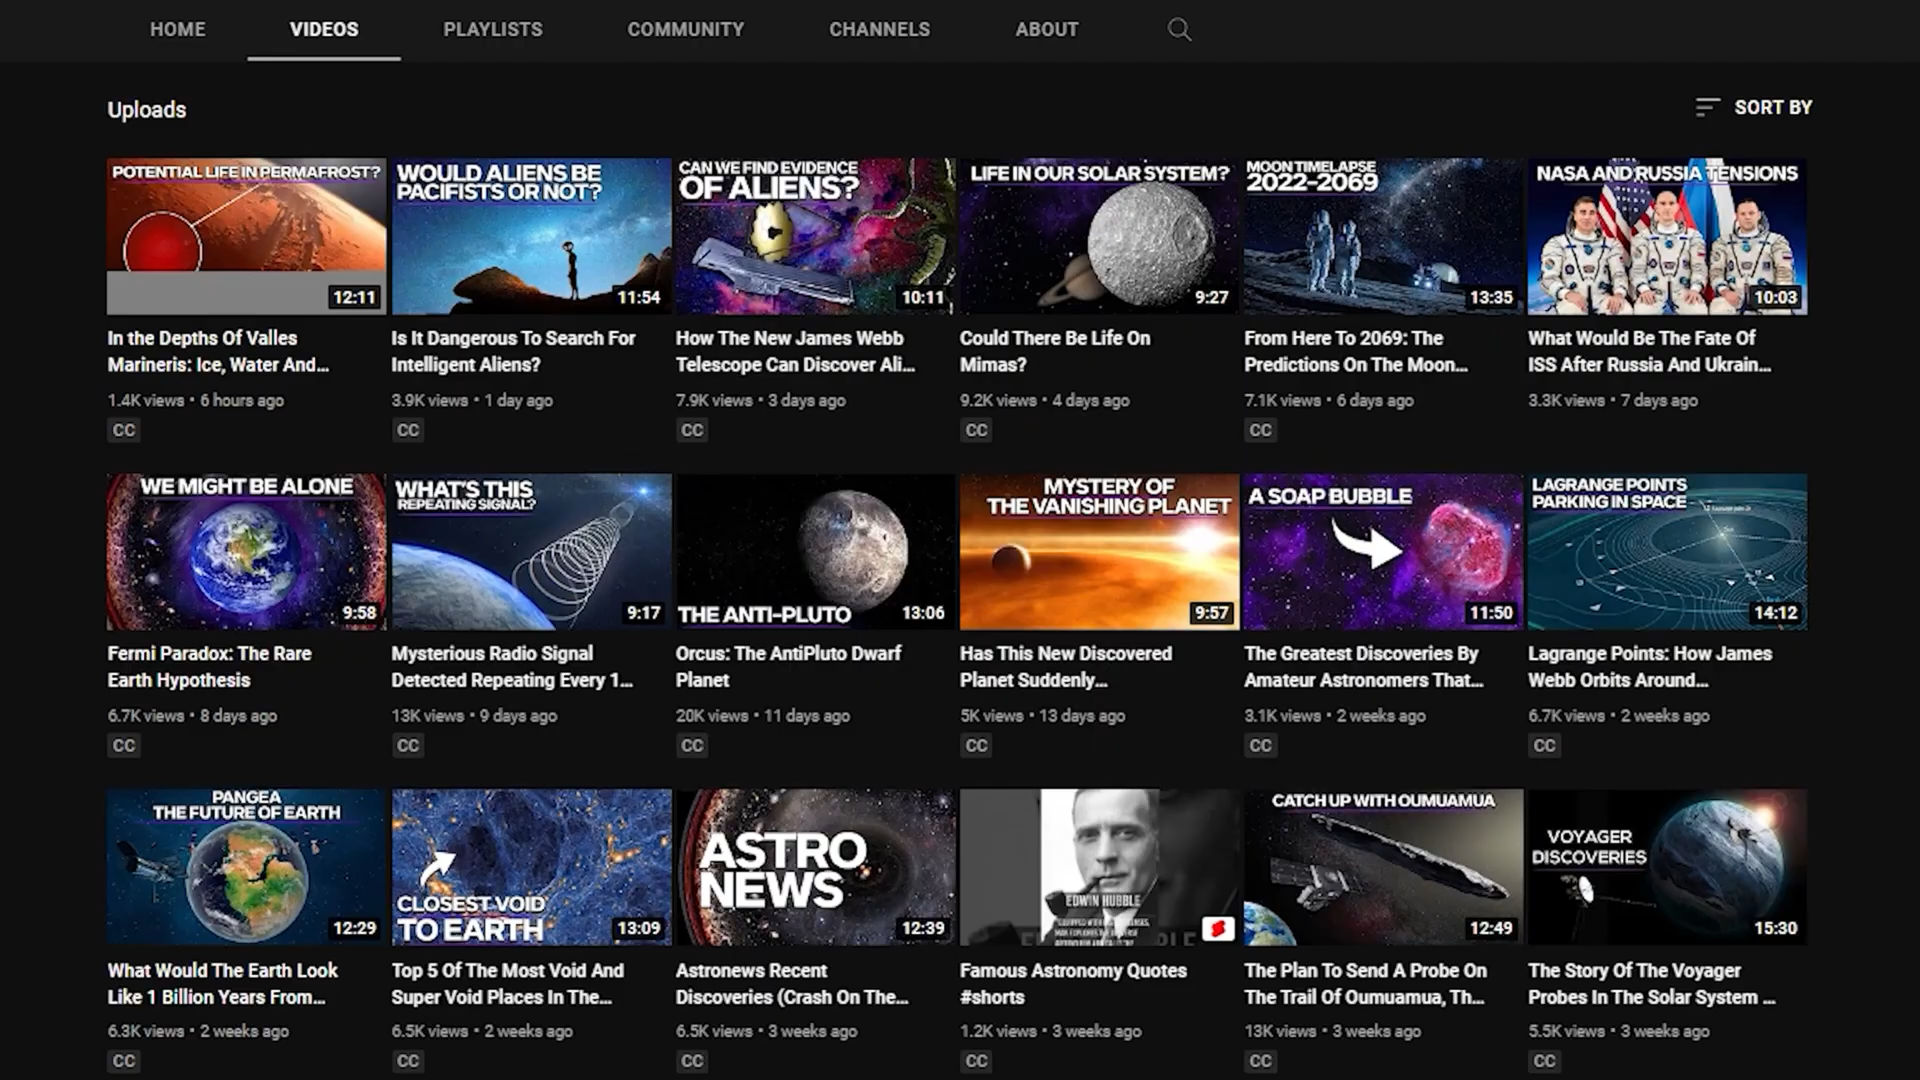 HOME VIDEOS PLAYLISTS COMMUNITY CHANNELS ABOUT
Uploads
SORT BY
POTENTIAL LIFE IN PERMAFROST?
12:11
In the Depths Of Valles
Marineris: Ice, Water And...
1.4K views • 6 hours ago
CC
WOULD ALIENS BE
PACIFISTS OR NOT?
11:54
Is It Dangerous To Search For
Intelligent Aliens?
3.9K views • 1 day ago
CC
CAN WE FIND EVIDENCE
OF ALIENS?
10:11
How The New James Webb
Telescope Can Discover Ali...
7.9K views • 3 days ago
CC
LIFE IN OUR SOLAR SYSTEM?
9:27
Could There Be Life On
Mimas?
9.2K views • 4 days ago
CC
MOON TIMELAPSE
2022-2069
13:35
From Here To 2069: The
Predictions On The Moon...
7.1K views • 6 days ago
CC
NASA AND RUSSIA TENSIONS
10:03
What Would Be The Fate Of
ISS After Russia And Ukrain...
3.3K views • 7 days ago
WE MIGHT BE ALONE
9:58
Fermi Paradox: The Rare
Earth Hypothesis
6.7K views • 8 days ago
CC
WHAT'S THIS
REPEATING SIGNAL?
9:17
Mysterious Radio Signal
Detected Repeating Every 1...
13K views • 9 days ago
CC
THE ANTI-PLUTO
13:06
Orcus: The AntiPluto Dwarf
Planet
20K views • 11 days ago
CC
MYSTERY OF
THE VANISHING PLANET
9:57
Has This New Discovered
Planet Suddenly...
5K views • 13 days ago
CC
A SOAP BUBBLE
11:50
The Greatest Discoveries By
Amateur Astronomers That...
3.1K views • 2 weeks ago
CC
LAGRANGE POINTS
PARKING IN SPACE
14:12
Lagrange Points: How James
Webb Orbits Around...
6.7K views • 2 weeks ago
CC
PANGEA
THE FUTURE OF EARTH
12:29
What Would The Earth Look
Like 1 Billion Years From...
6.3K views • 2 weeks ago
CC
CLOSEST VOID
TO EARTH
13:09
Top 5 Of The Most Void And
Super Void Places In The...
6.5K views • 2 weeks ago
CC
ASTRO
NEWS
12:39
Astronews Recent
Discoveries (Crash On The...
6.5K views • 3 weeks ago
CC
EDWIN HUBBLE
Famous Astronomy Quotes
#shorts
1.2K views • 3 weeks ago
CC
CATCH UP WITH OUMUAMUA
12:49
The Plan To Send A Probe On
The Trail Of Oumuamua, Th...
13K views • 3 weeks ago
CC
VOYAGER
DISCOVERIES
15:30
The Story Of The Voyager
Probes In The Solar System ...
5.5K views • 3 weeks ago
CC